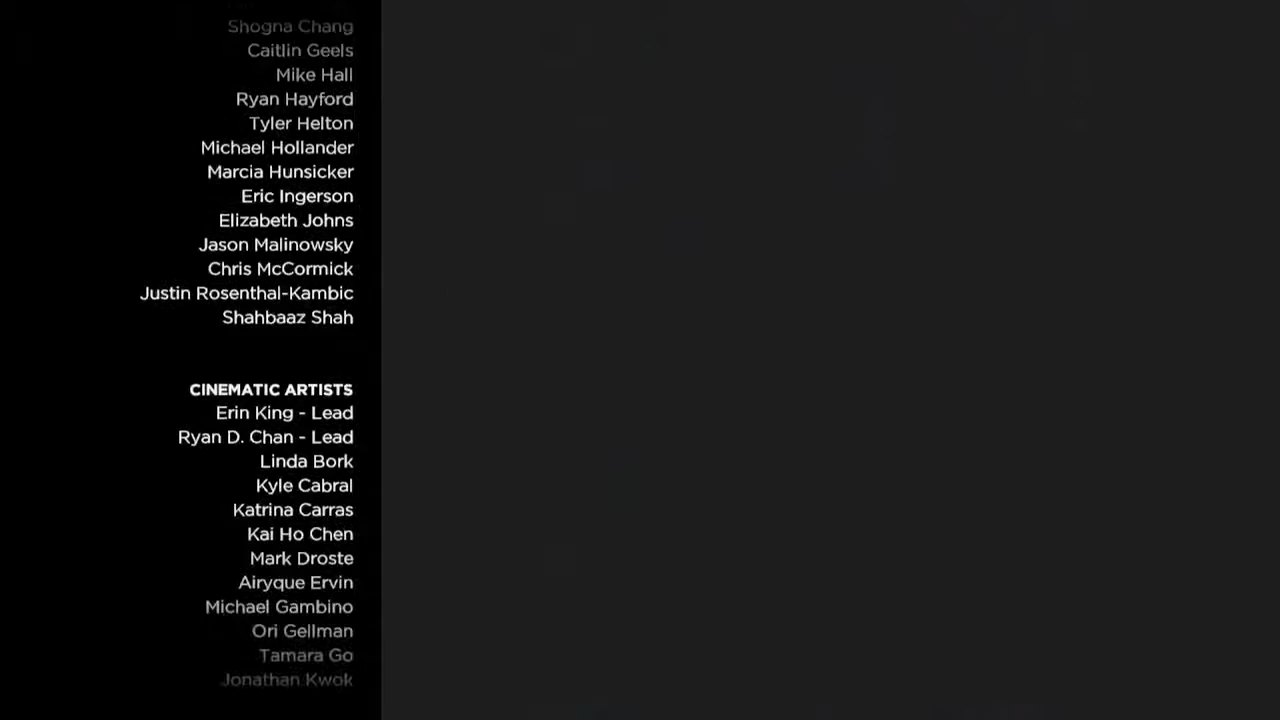 Shogna Chang
Caitlin Geels
Mike Hall
Ryan Hayford
Tyler Helton
Michael Hollander
Marcia Hunsicker
Eric Ingerson
Elizabeth Johns
Jason Malinowsky
Chris McCormick
Justin Rosenthal-Kambic
Shahbaaz Shah
CINEMATIC ARTISTS
Erin King - Lead
Ryan D. Chan - Lead
Linda Bork
Kyle Cabral
Katrina Carras
Kai Ho Chen
Mark Droste
Airyque Ervin
Michael Gambino
Ori Gellman
Tamara Go
Jonathan Kwok